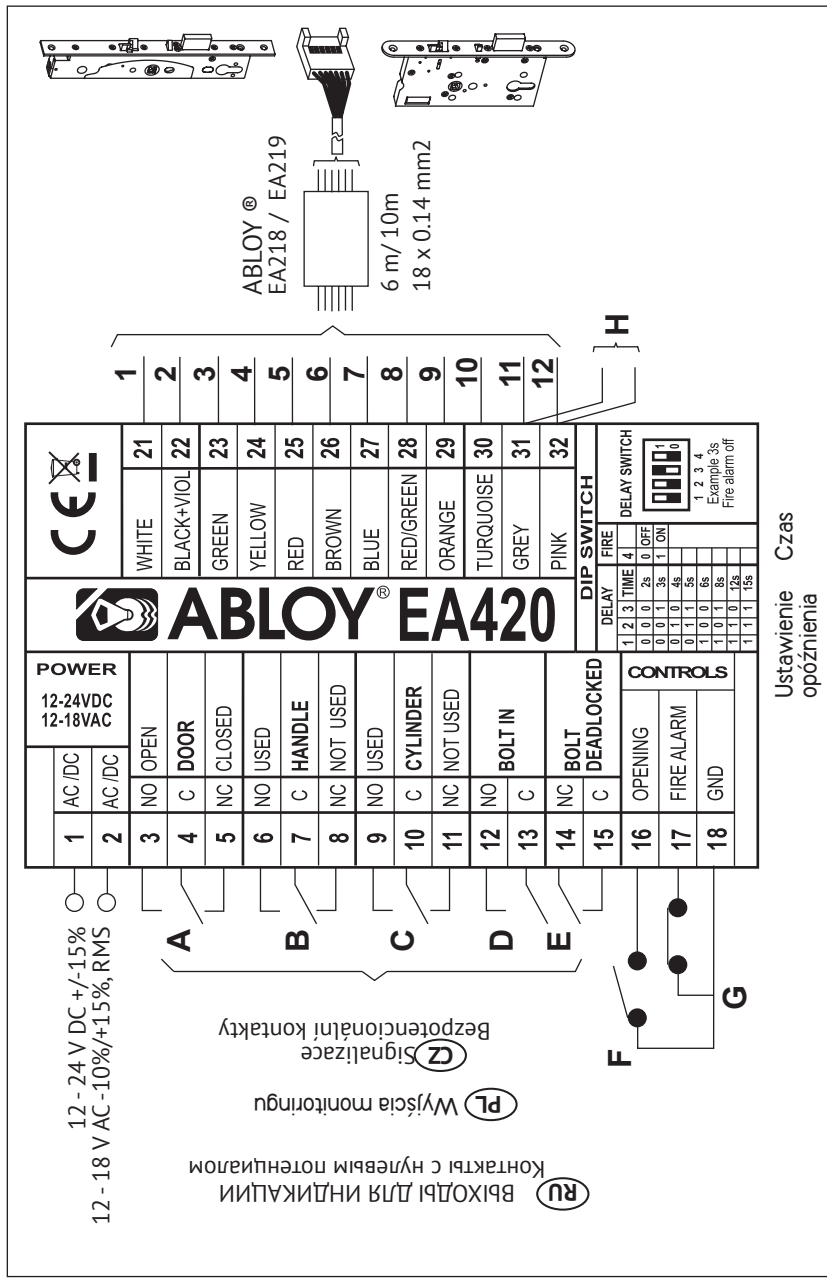 ABLOY ®
EA218 / EA219
6 m/ 10m
18 x 0.14 mm2
12 - 24 V DC +/-15%
12 - 18 V AC -10%/+15%, RMS
POWER
12-24VDC
12-18VAC
1 AC /DC
2 AC /DC
3 NO OPEN
4 C DOOR
5 NC CLOSED
6 NO USED
7 C HANDLE
8 NC NOT USED
9 NO USED
10 C CYLINDER
11 NC NOT USED
12 NO
BOLT IN
13 C
14 NC
BOLT
DEADLOCKED
15 C
CONTROLS
16 OPENING
17 FIRE ALARM
18 GND
A
B
C
D
E
F
G
H
CZ Signalizace
Bezpotencionální kontakty
PL Wyjścia monitoringu
RU ВЫХОДЫ ДЛЯ ИНДИКАЦИИ
Контакты с нулевым потенциалом
ABLOY® EA420
CE
WHITE 21 1
BLACK+VIOL 22 2
GREEN 23 3
YELLOW 24 4
RED 25 5
BROWN 26 6
BLUE 27 7
RED/GREEN 28 8
ORANGE 29 9
TURQUOISE 30 10
GREY 31 11
PINK 32 12
DIP SWITCH
DELAY FIRE
1 2 3 TIME 4
0 0 0 2s 0 OFF
0 0 1 3s 1 ON
0 1 0 4s
0 1 1 5s
1 0 0 6s
1 0 1 8s
1 1 0 12s
1 1 1 15s
DELAY SWITCH
1
0
1 2 3 4
Example 3s
Fire alarm off
Ustawienie Czas
opóźnienia